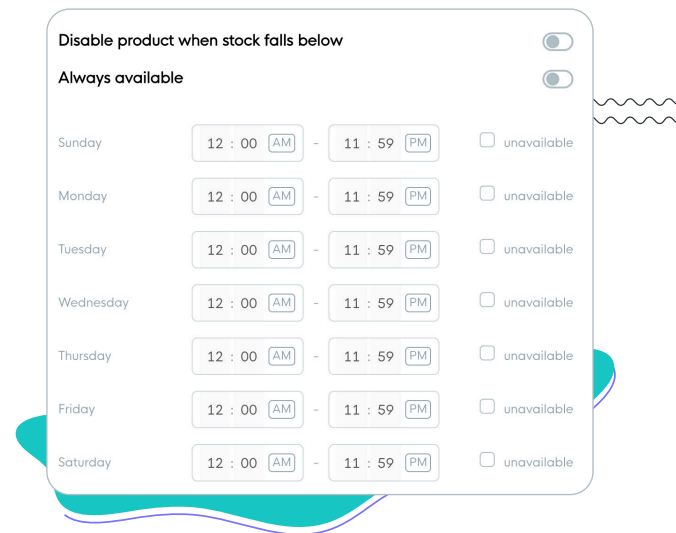 Disable product when stock falls below
Always available
Sunday 12 : 00 AM - 11 : 59 PM unavailable
Monday 12 : 00 AM - 11 : 59 PM unavailable
Tuesday 12 : 00 AM - 11 : 59 PM unavailable
Wednesday 12 : 00 AM - 11 : 59 PM unavailable
Thursday 12 : 00 AM - 11 : 59 PM unavailable
Friday 12 : 00 AM - 11 : 59 PM unavailable
Saturday 12 : 00 AM - 11 : 59 PM unavailable